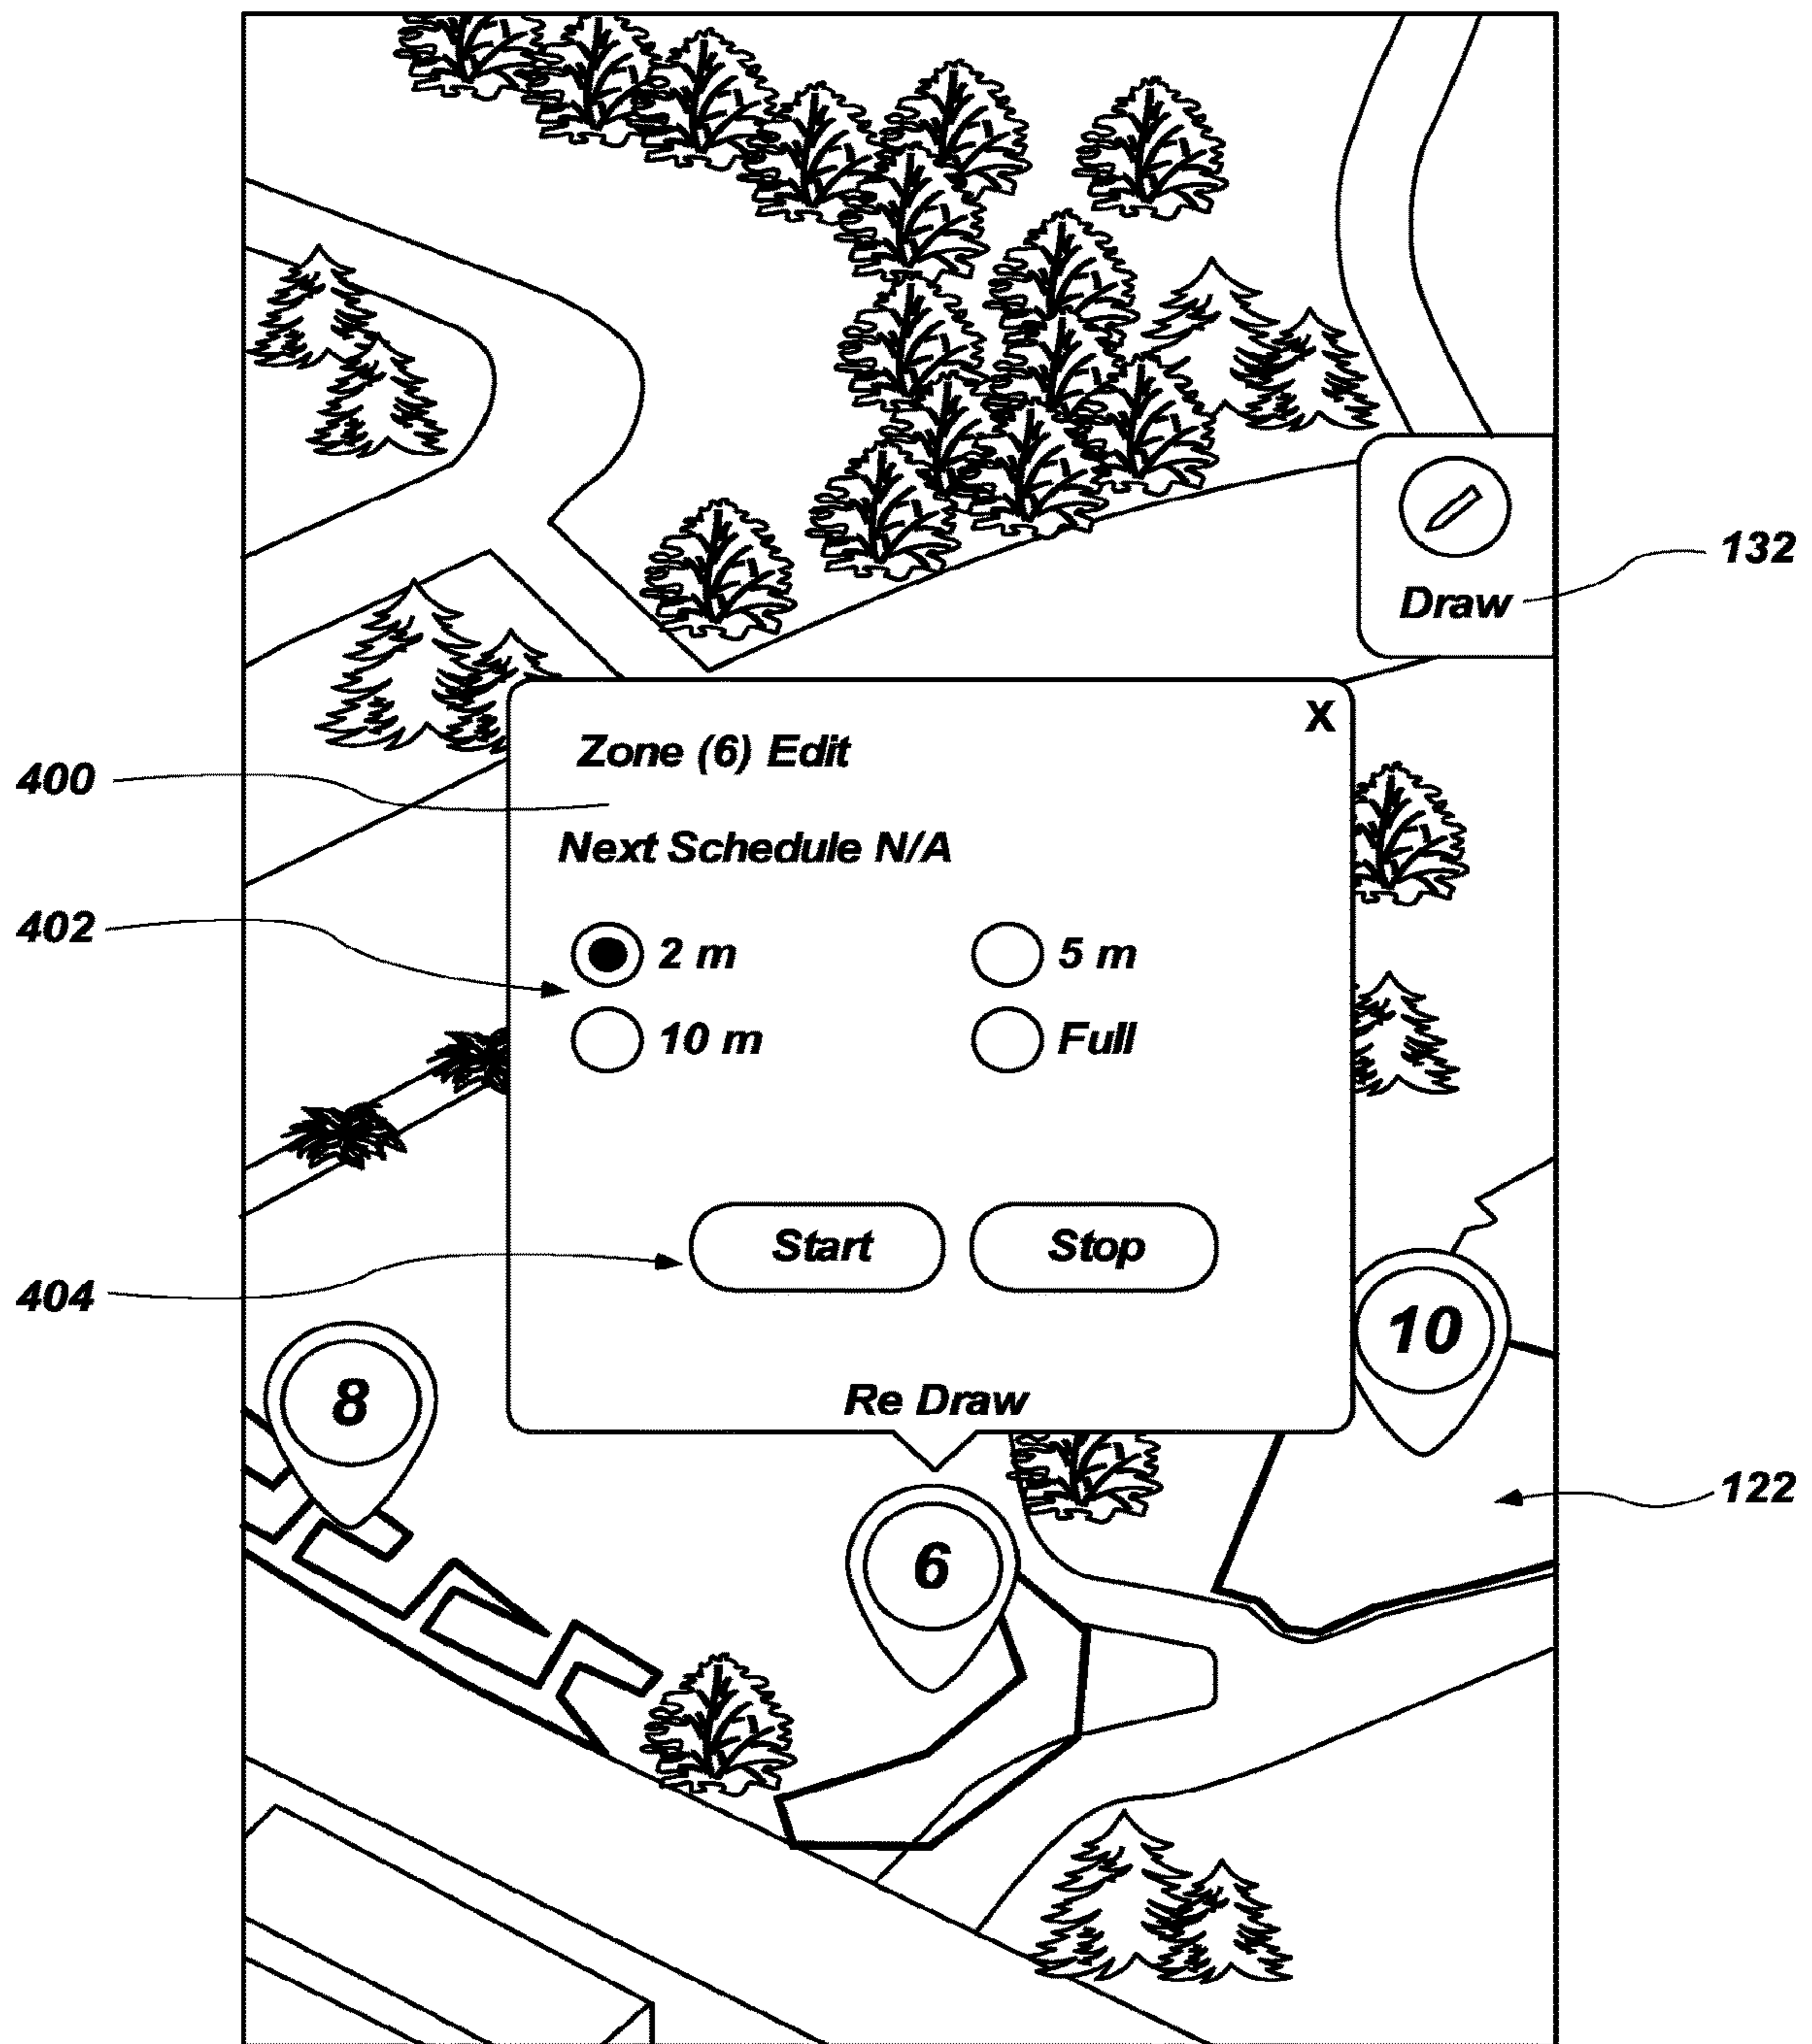 132
Draw
X
Zone (6) Edit
400
Next Schedule N/A
402
2 m 5 m
10 m Full
Start Stop
404
10
8
Re Draw
122
6